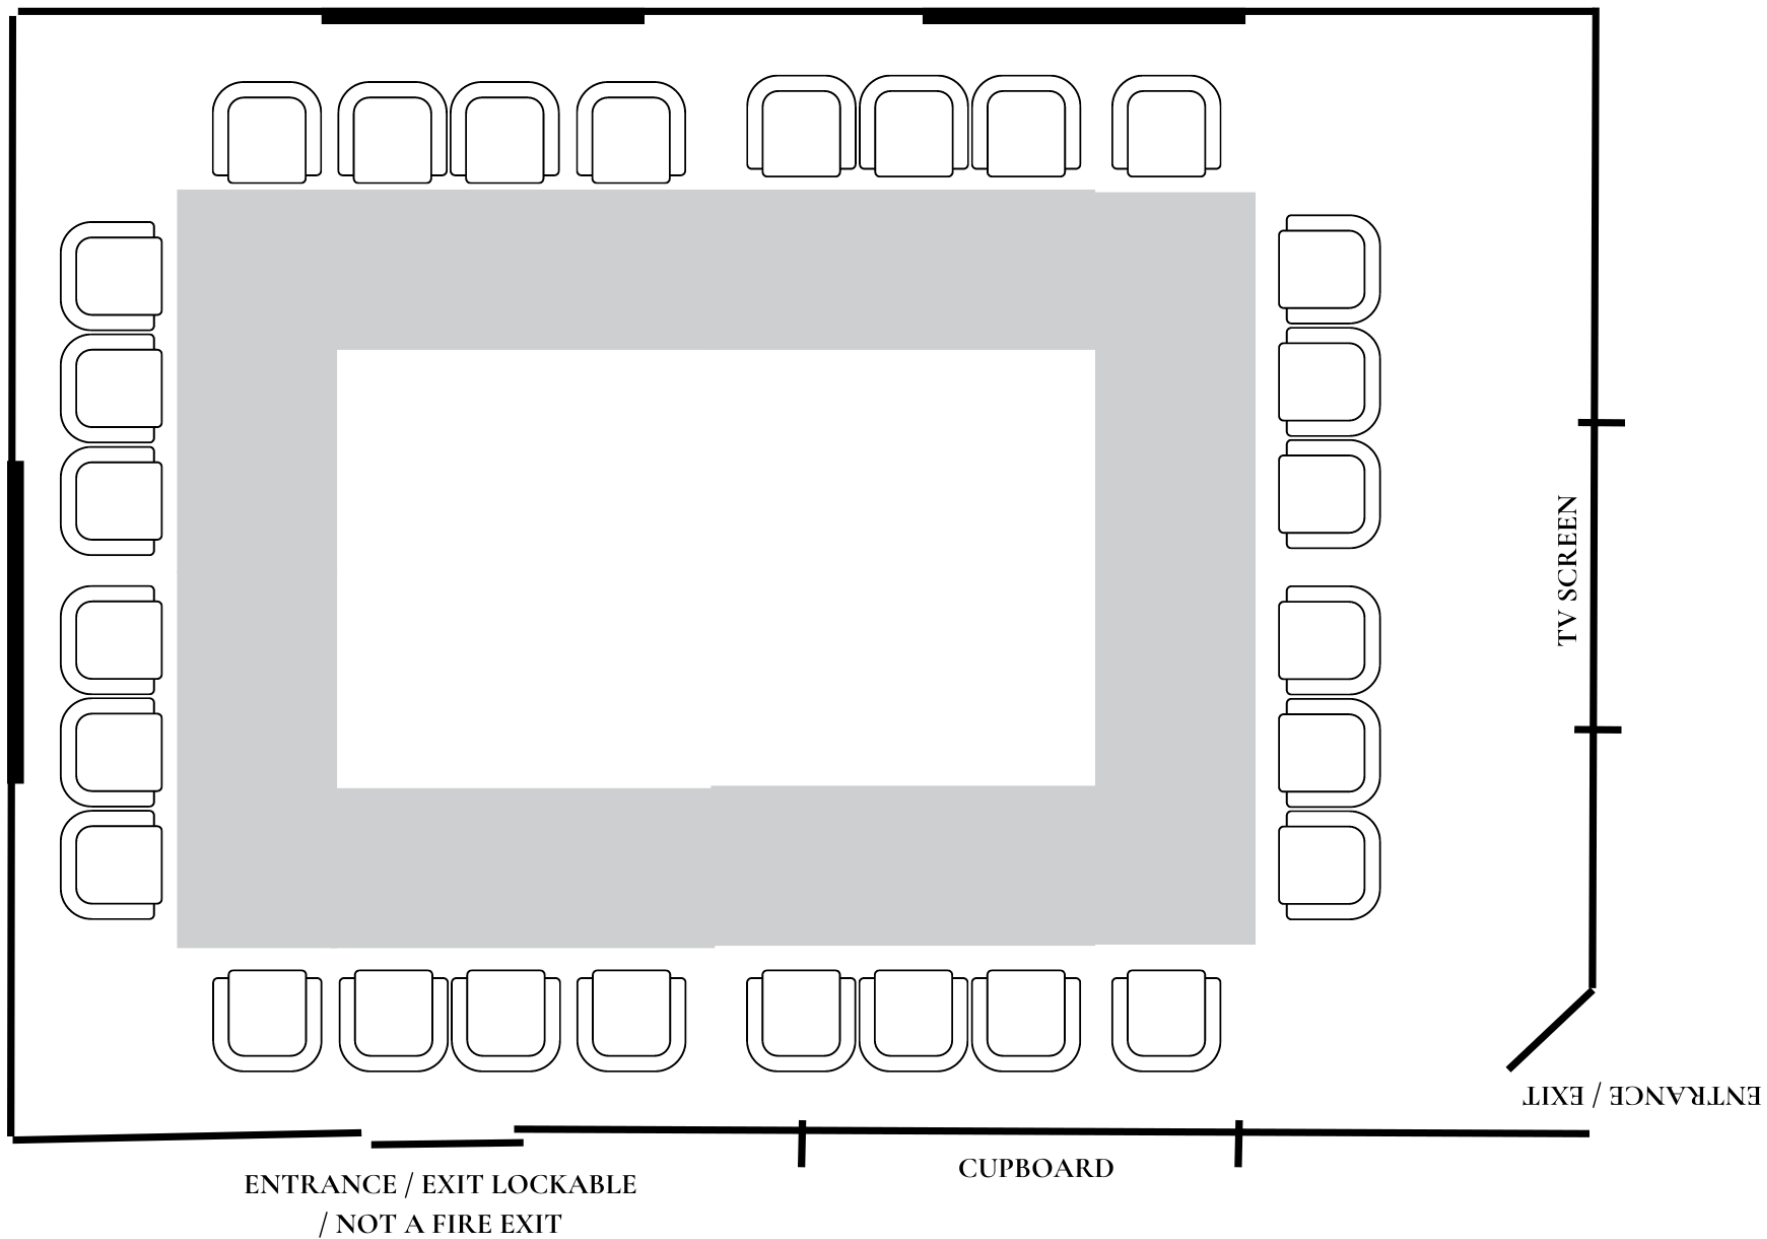 TV SCREEN
ENTRANCE / EXIT
CUPBOARD
ENTRANCE / EXIT LOCKABLE
/ NOT A FIRE EXIT